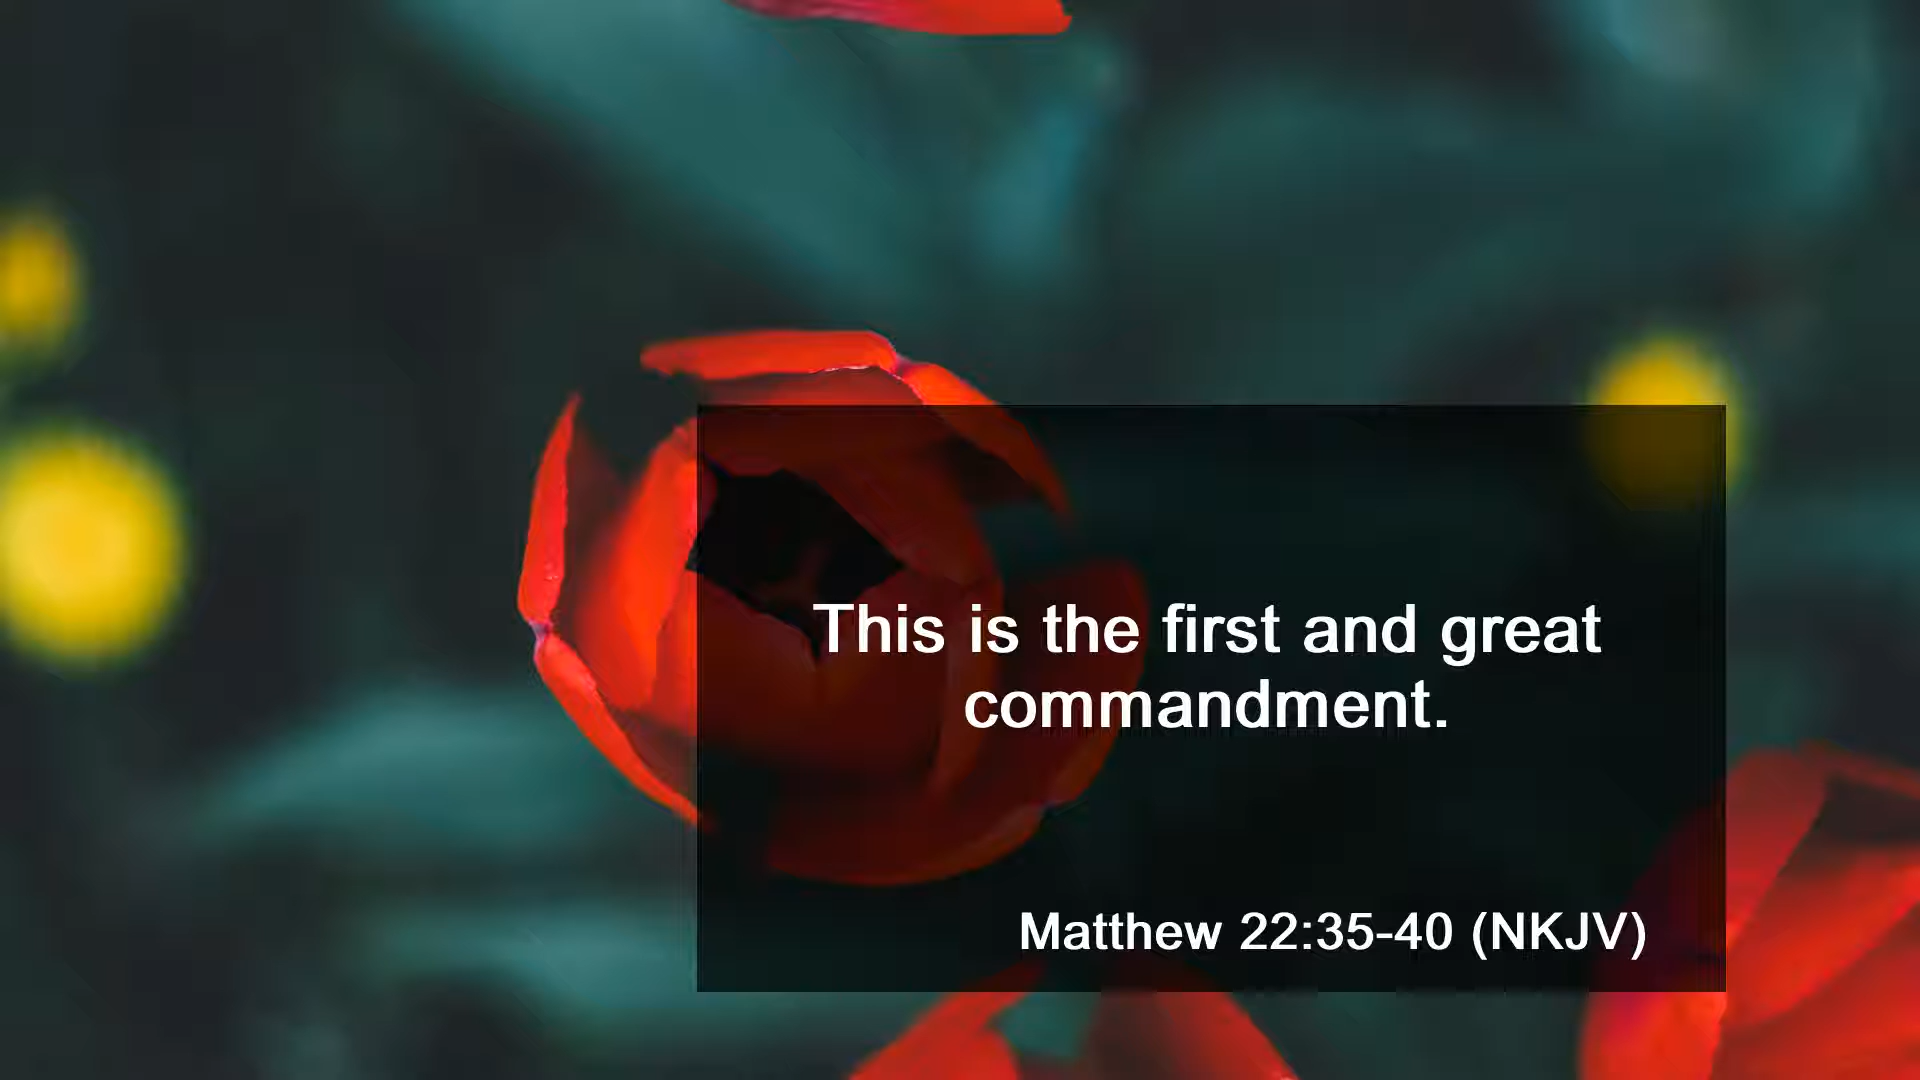 This is the first and great
commandment.
Matthew 22:35-40 (NKJV)